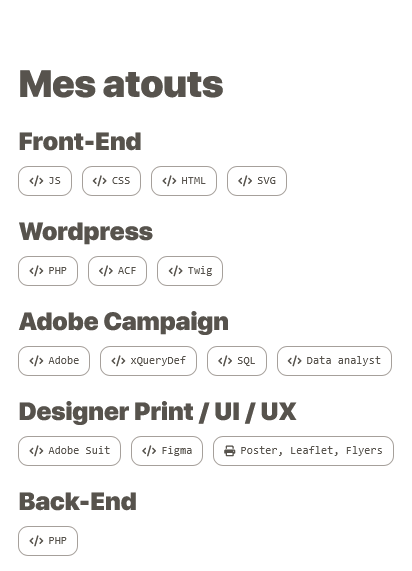 Mes atouts
Front-End
JS CSS HTML SVG
Wordpress
PHP ACF Twig
Adobe Campaign
Adobe xQueryDef SQL Data analyst
Designer Print / UI / UX
Adobe Suit Figma Poster, Leaflet, Flyers
Back-End
PHP